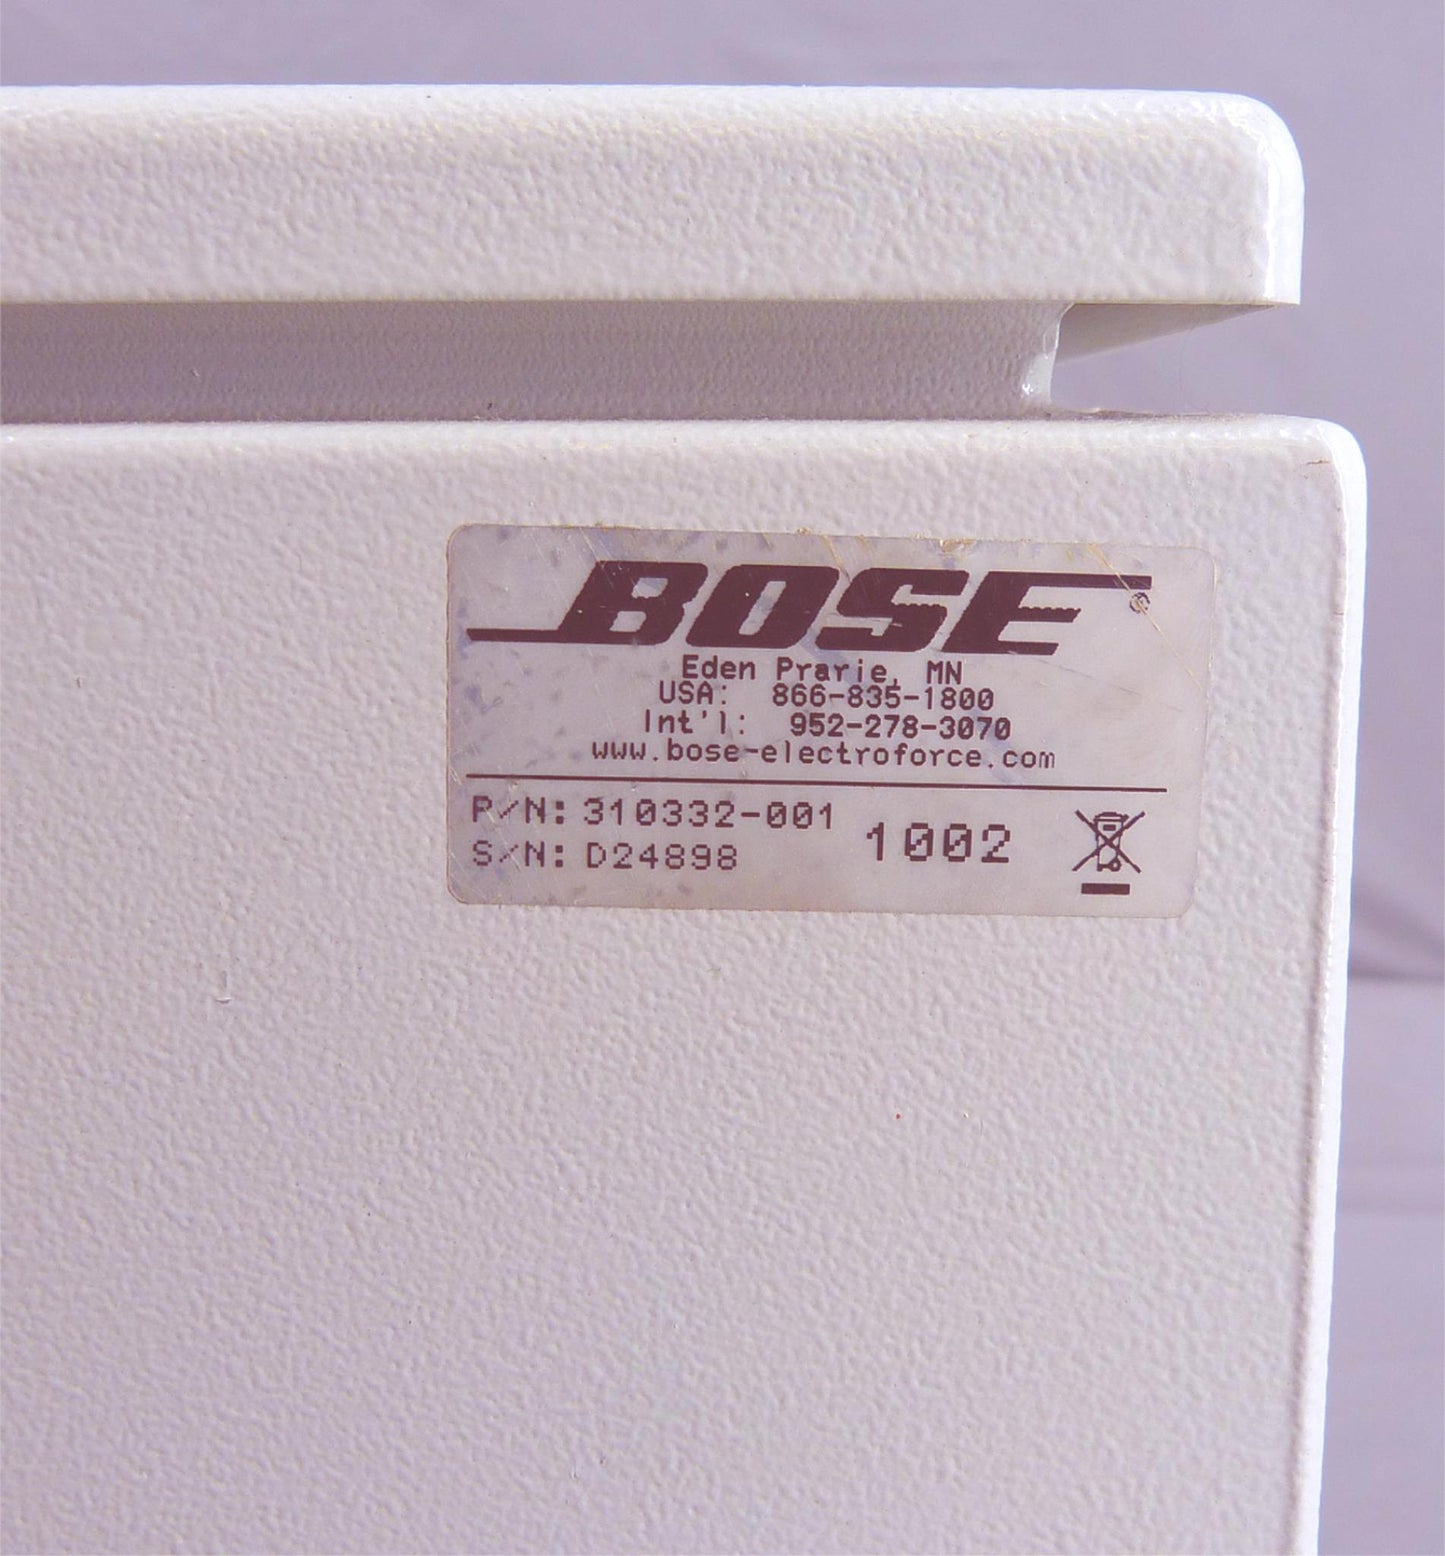 BOSE®
Eden Prarie, MN
USA: 866-835-1800
Int'l: 952-278-3070
www.bose-electroforce.com
P/N: 310332-001
S/N: D24898
1002